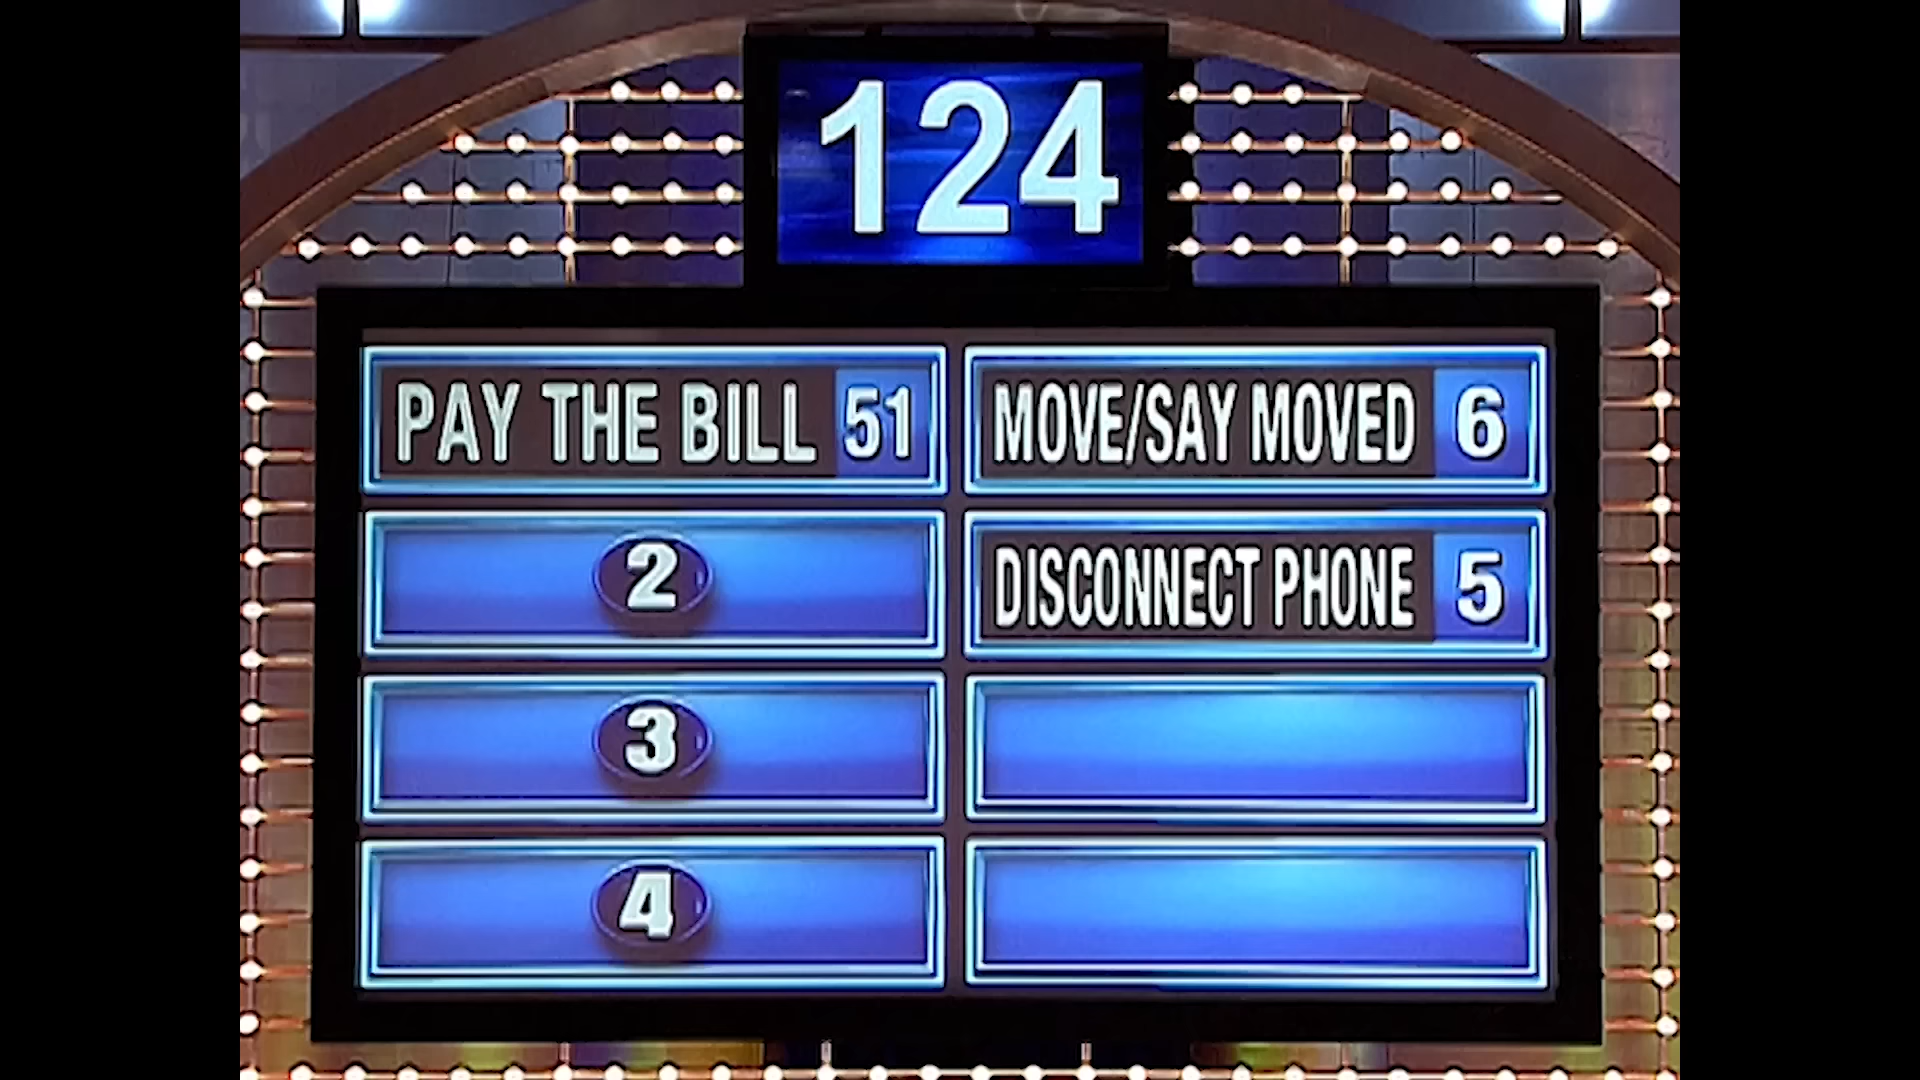 124
PAY THE BILL 51
MOVE/SAY MOVED 6
2
DISCONNECT PHONE 5
3
4